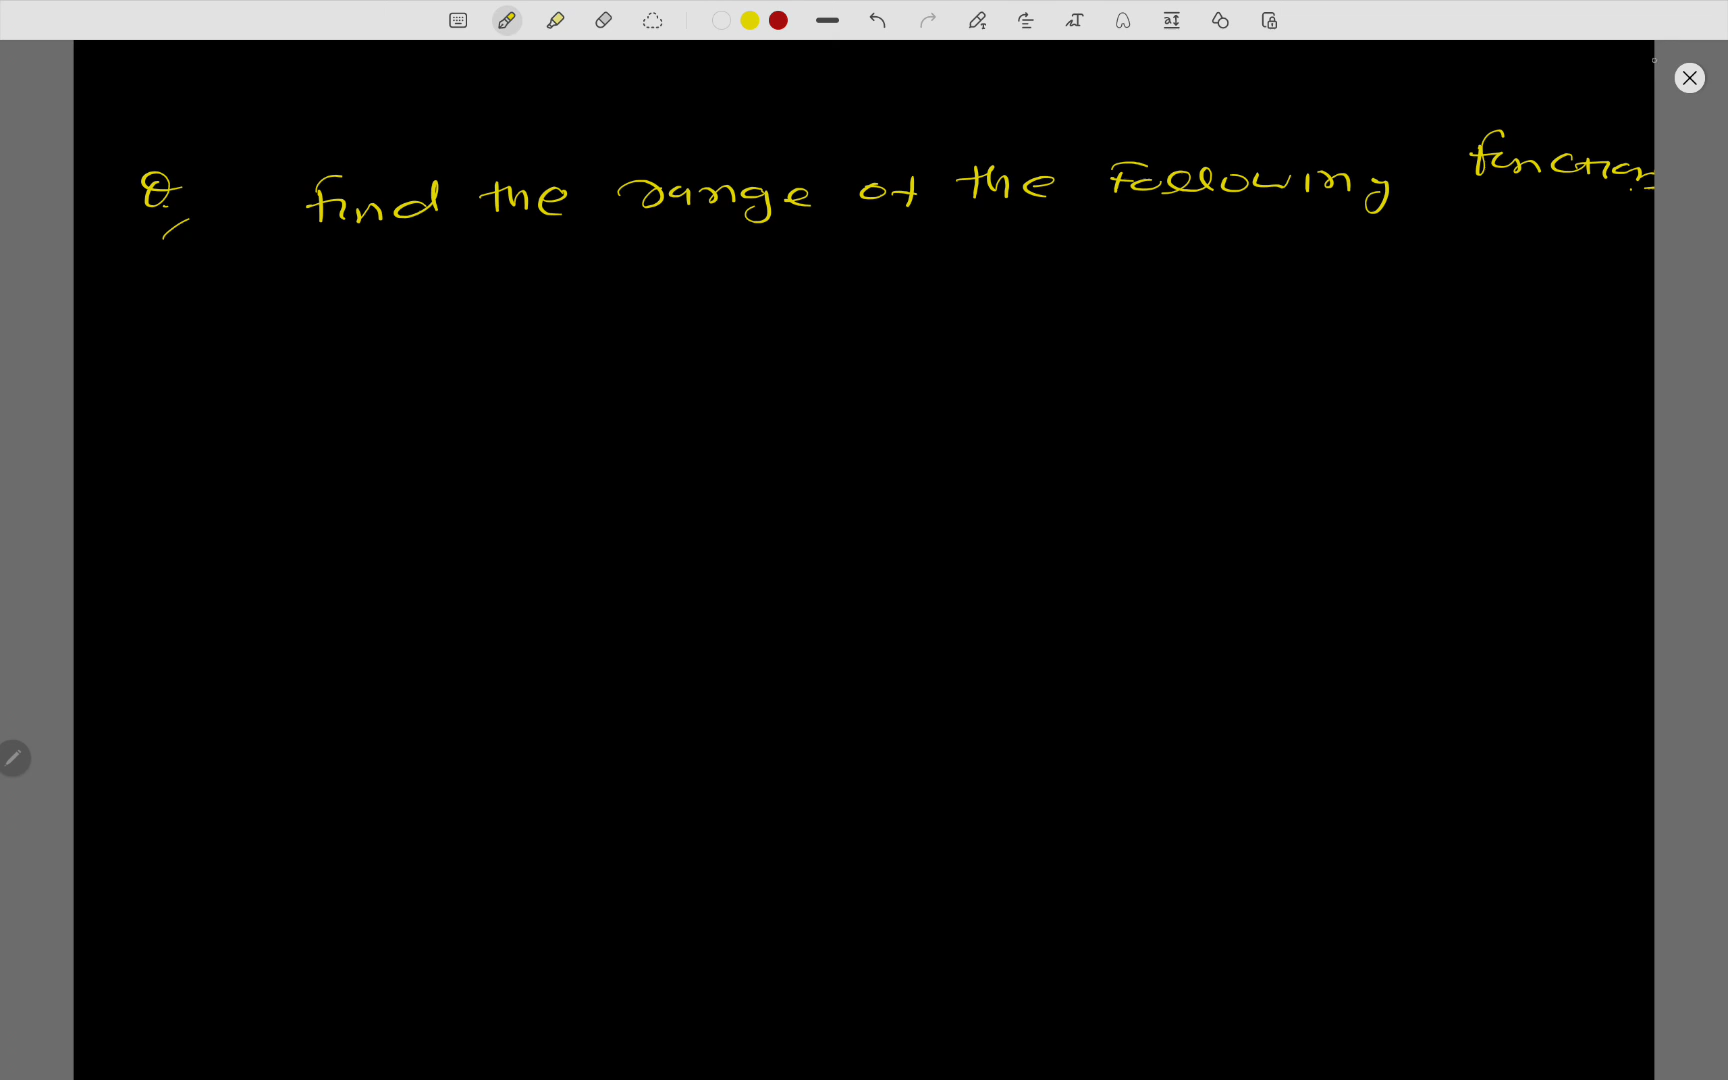 Q. Find the range of the Following function